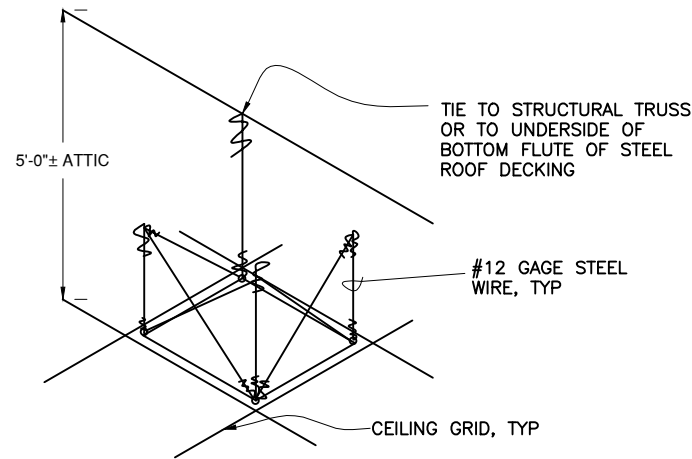 TIE TO STRUCTURAL TRUSS
OR TO UNDERSIDE OF
BOTTOM FLUTE OF STEEL
ROOF DECKING
5'-0"± ATTIC
#12 GAGE STEEL
WIRE, TYP
CEILING GRID, TYP